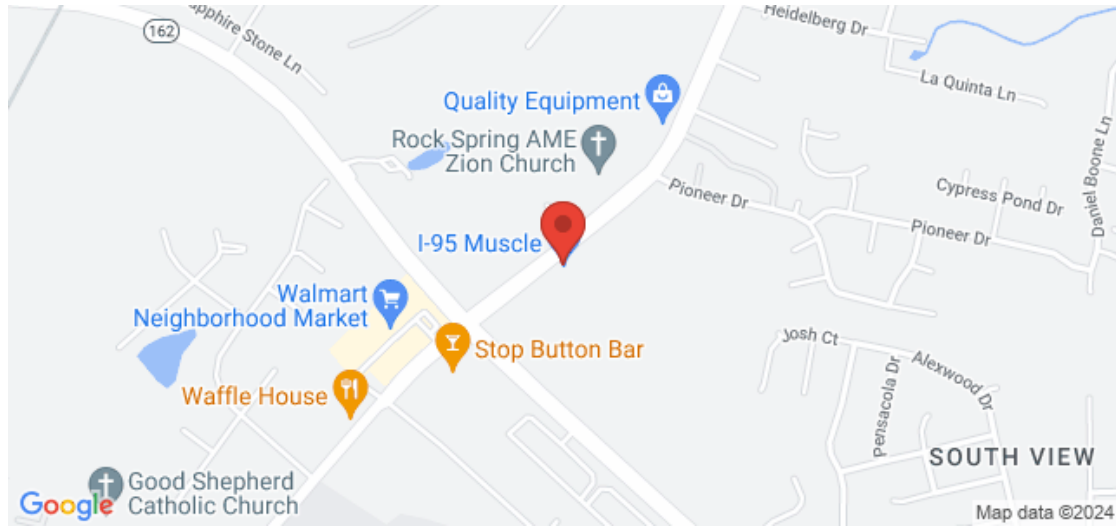 162
Sapphire Stone Ln
Heidelberg Dr
La Quinta Ln
Quality Equipment
Rock Spring AME
Zion Church
Pioneer Dr
Cypress Pond Dr
Daniel Boone Ln
Pioneer Dr
I-95 Muscle
Walmart
Neighborhood Market
Stop Button Bar
Josh Ct
Alexwood Dr
Pensacola Dr
Waffle House
SOUTH VIEW
Good Shepherd
Catholic Church
Google
Map data ©2024